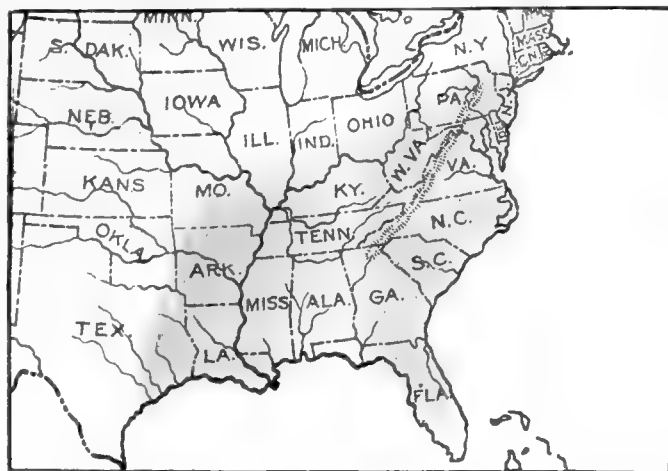 MINN.
WIS.
MICH.
N.Y
MASS
S. DAK.
CN.
IOWA
PA.
NEB.
ILL.
IND.
OHIO
W.VA.
VA.
KANS
MO.
KY.
OKLA.
TENN.
N.C.
S.C.
ARK.
MISS
ALA.
GA.
TEX.
LA.
FLA.